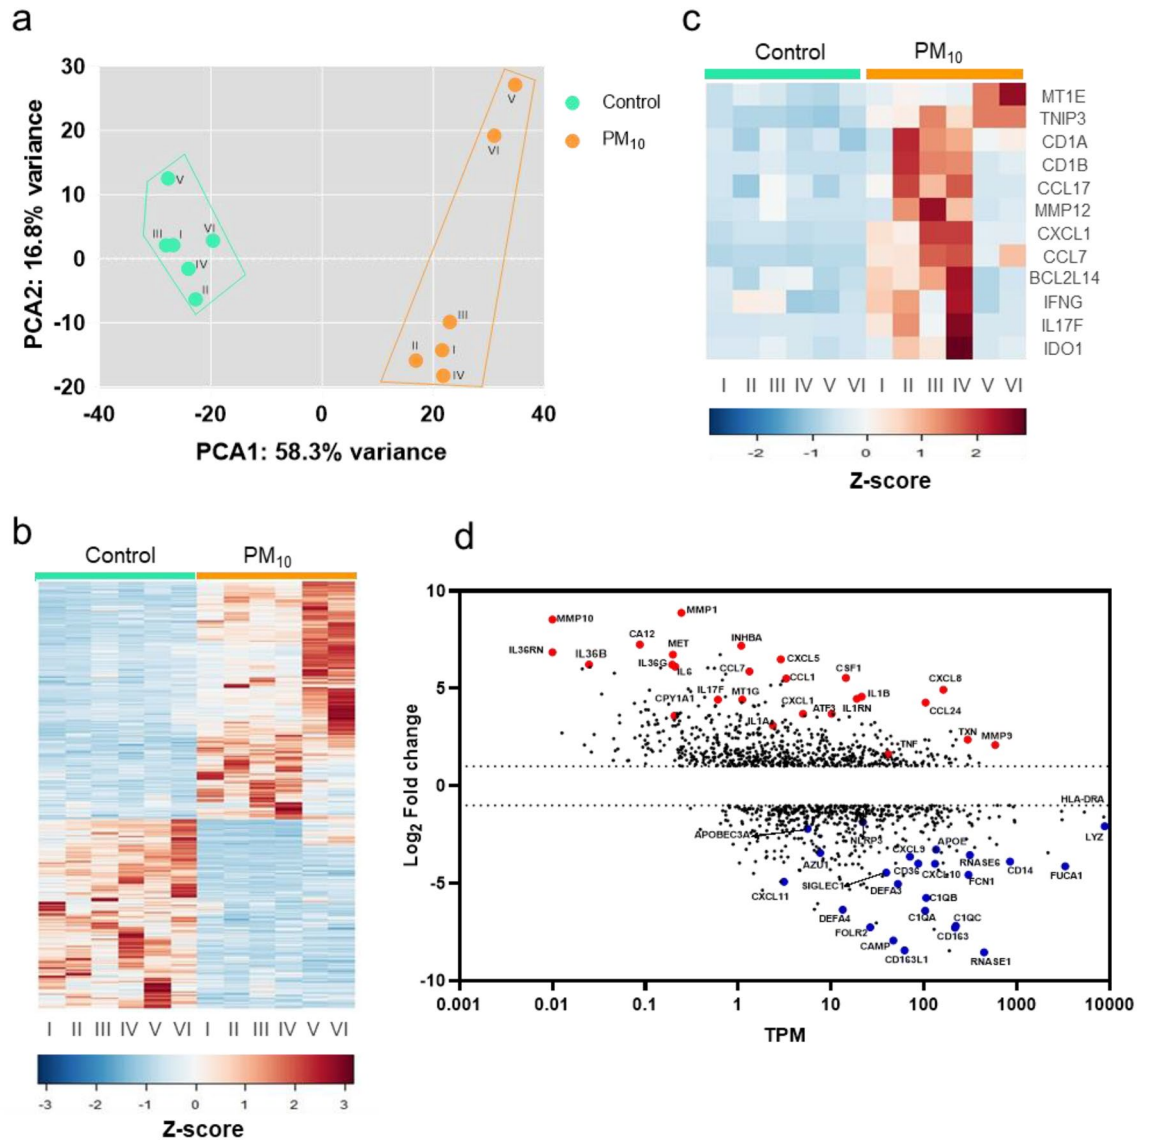 a
30
20
10
0
-10
-20
-40
-20
0
20
40
PCA2: 16.8% variance
PCA1: 58.3% variance
V
III
I
VI
IV
II
V
VI
III
II
I
IV
Control
PM10
c
Control
PM10
MT1E
TNIP3
CD1A
CD1B
CCL17
MMP12
CXCL1
CCL7
BCL2L14
IFNG
IL17F
IDO1
I II III IV V VI I II III IV V VI
-2 -1 0 1 2
Z-score
b
Control
PM10
I II III IV V VI I II III IV V VI
-3 -2 -1 0 1 2 3
Z-score
d
10
5
0
-5
-10
Log2 Fold change
MMP10
MMP1
CA12
MET
INHBA
IL36RN
IL36B
IL36G
IL6
CCL7
CXCL5
CCL1
CSF1
CXCL8
CPY1A1
IL17F
MT1G
CXCL1
ATF3
IL1RN
IL1B
CCL24
IL1A
TNF
TXN
MMP9
HLA-DRA
LYZ
APOBEC3A
NLRP3
AZU1
CXCL9
APOE
RNASE6
CD14
FUCA1
CD36
CXCL10
FCN1
SIGLEC1
DEFA3
CXCL11
C1QB
DEFA4
C1QA
C1QC
FOLR2
CD163
CAMP
CD163L1
RNASE1
0.001 0.01 0.1 1 10 100 1000 10000
TPM